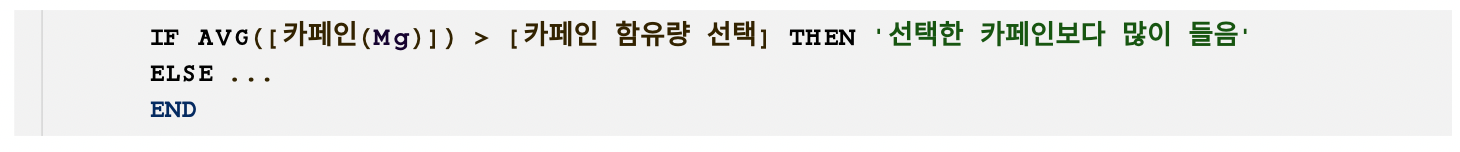 IF AVG([카페인(Mg)]) > [카페인 함유량 선택] THEN '선택한 카페인보다 많이 들음'
ELSE ...
END